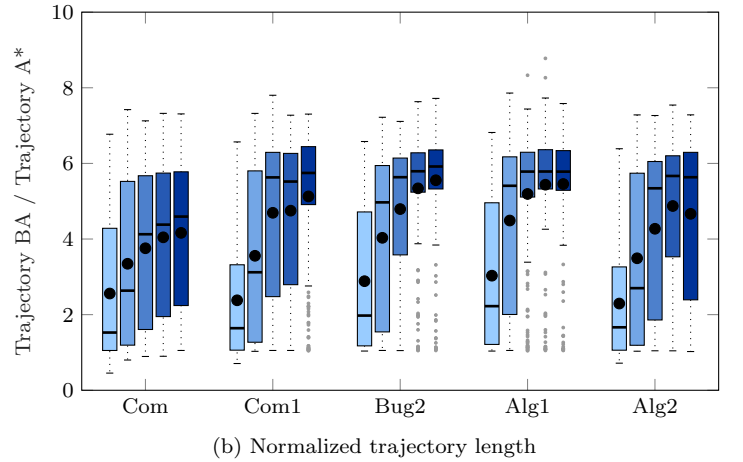 10
8
6
4
2
0
Trajectory BA / Trajectory A*
Com Com1 Bug2 Alg1 Alg2
(b) Normalized trajectory length